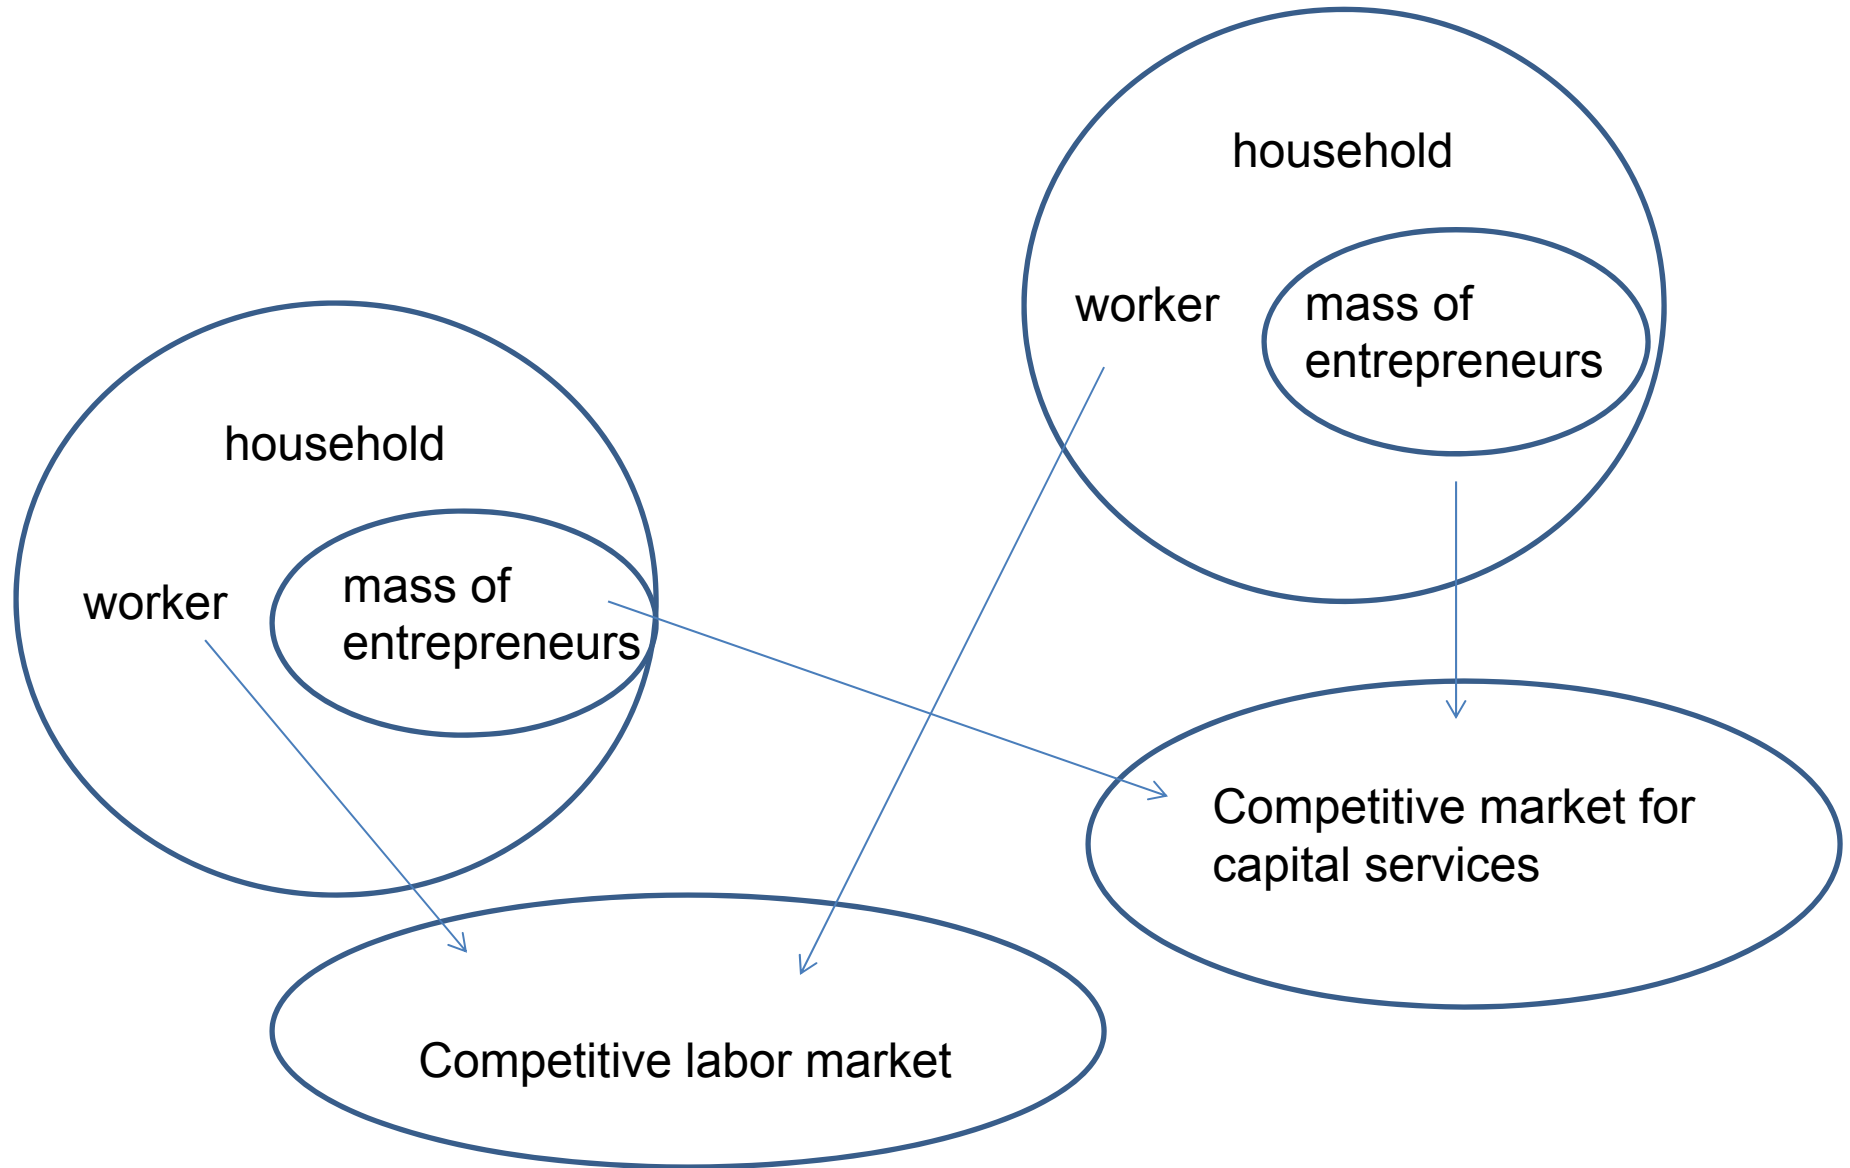 household
worker
mass of
entrepreneurs
household
worker
mass of
entrepreneurs
Competitive market for
capital services
Competitive labor market